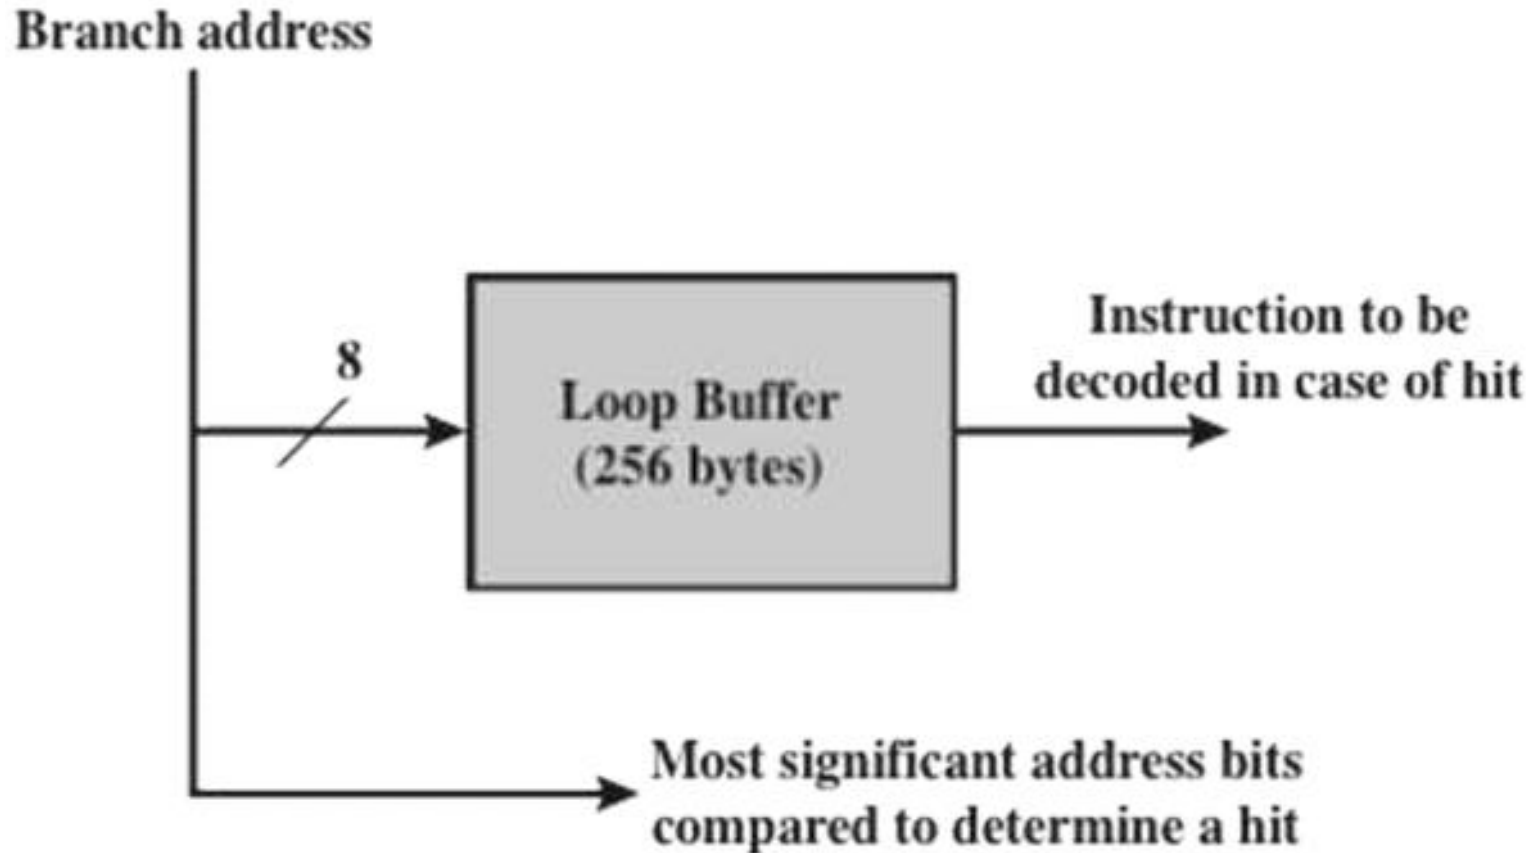 Branch address
8
Loop Buffer
(256 bytes)
Instruction to be
decoded in case of hit
Most significant address bits
compared to determine a hit